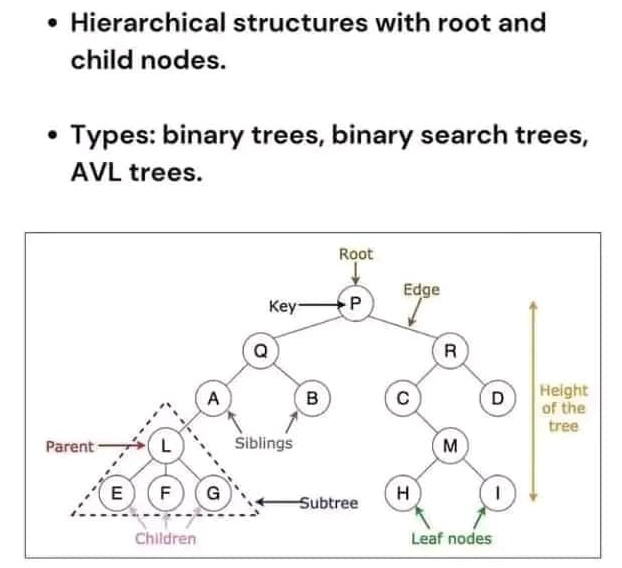 • Hierarchical structures with root and
child nodes.
• Types: binary trees, binary search trees,
AVL trees.
Root
Edge
Key
P
Q
R
A
B
C
D
Height
of the
tree
Siblings
Parent
L
M
E
F
G
H
I
Subtree
Children
Leaf nodes